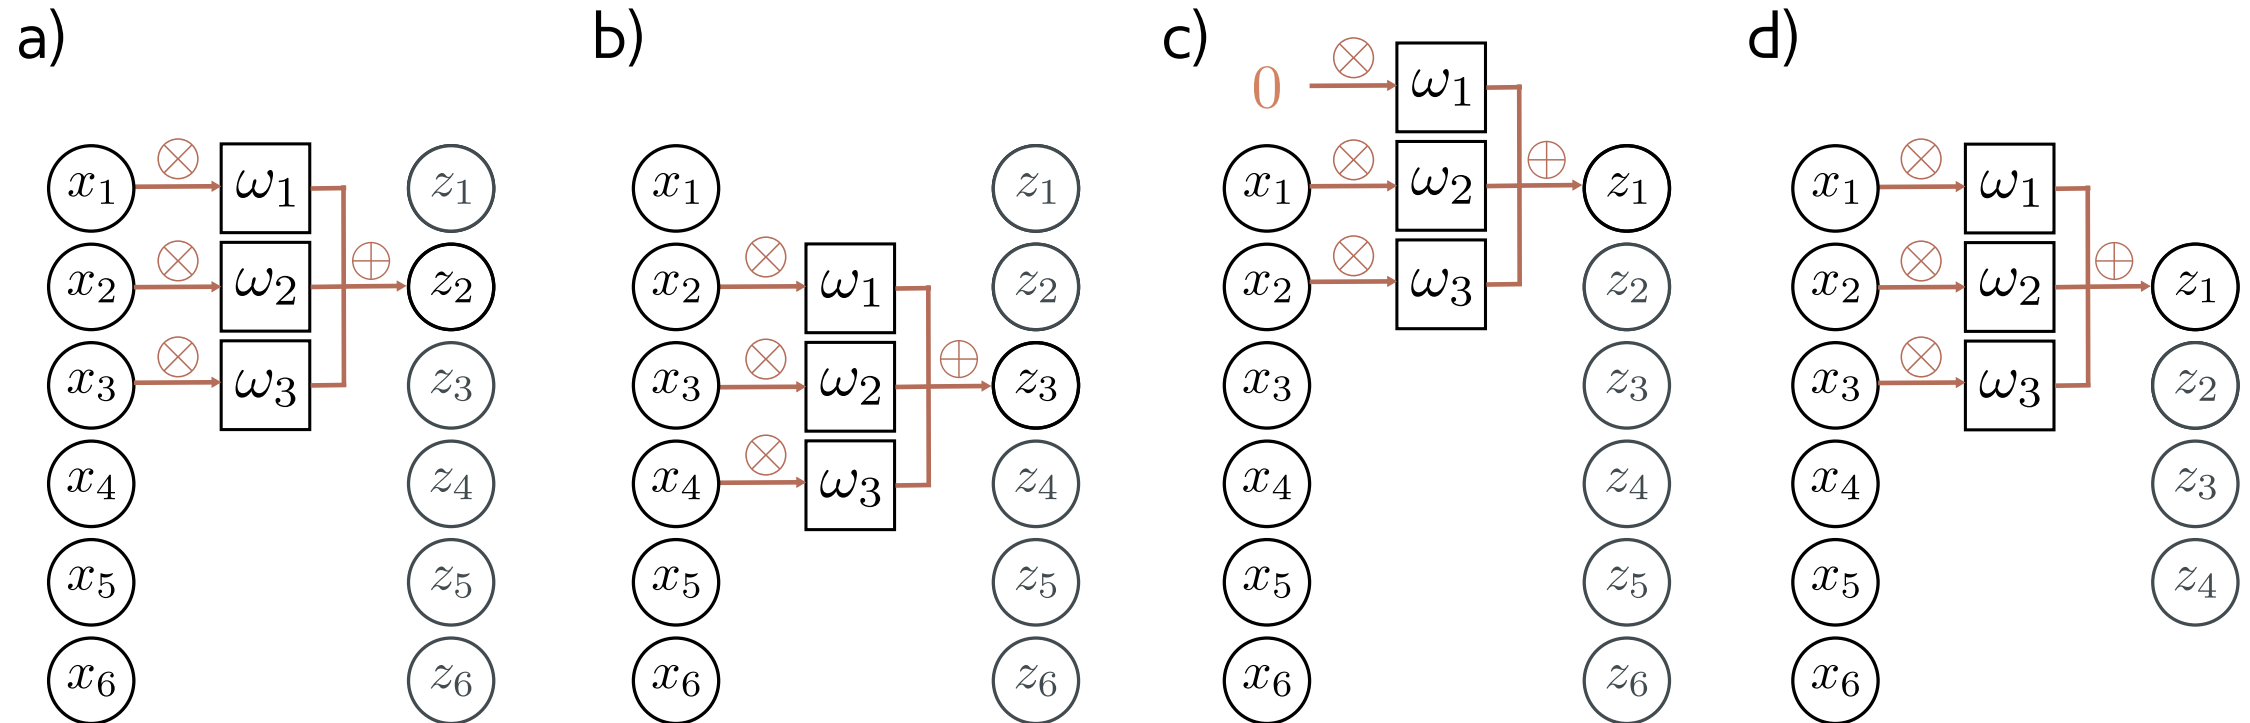 a) b) c) d)
0 ⊗ ω₁
x₁ ⊗ ω₁ z₁ x₁ z₁ x₁ ⊗ ω₂ ⊕ z₁ x₁ ⊗ ω₁
x₂ ⊗ ω₂ ⊕ z₂ x₂ ⊗ ω₁ z₂ x₂ ⊗ ω₃ z₂ x₂ ⊗ ω₂ ⊕ z₁
x₃ ⊗ ω₃ z₃ x₃ ⊗ ω₂ ⊕ z₃ x₃ z₃ x₃ ⊗ ω₃ z₂
x₄ z₄ x₄ ⊗ ω₃ z₄ x₄ z₄ x₄ z₃
x₅ z₅ x₅ z₅ x₅ z₅ x₅ z₄
x₆ z₆ x₆ z₆ x₆ z₆ x₆